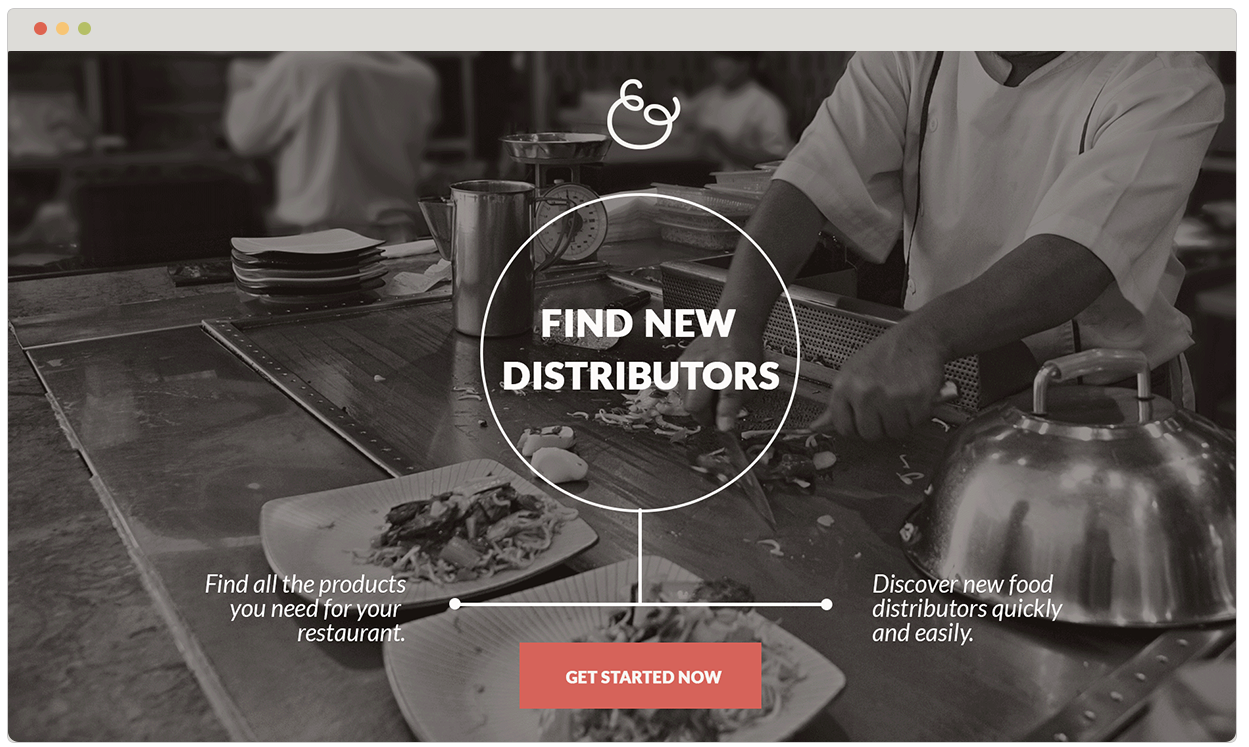 &
FIND NEW
DISTRIBUTORS
Find all the products
you need for your
restaurant.
Discover new food
distributors quickly
and easily.
GET STARTED NOW